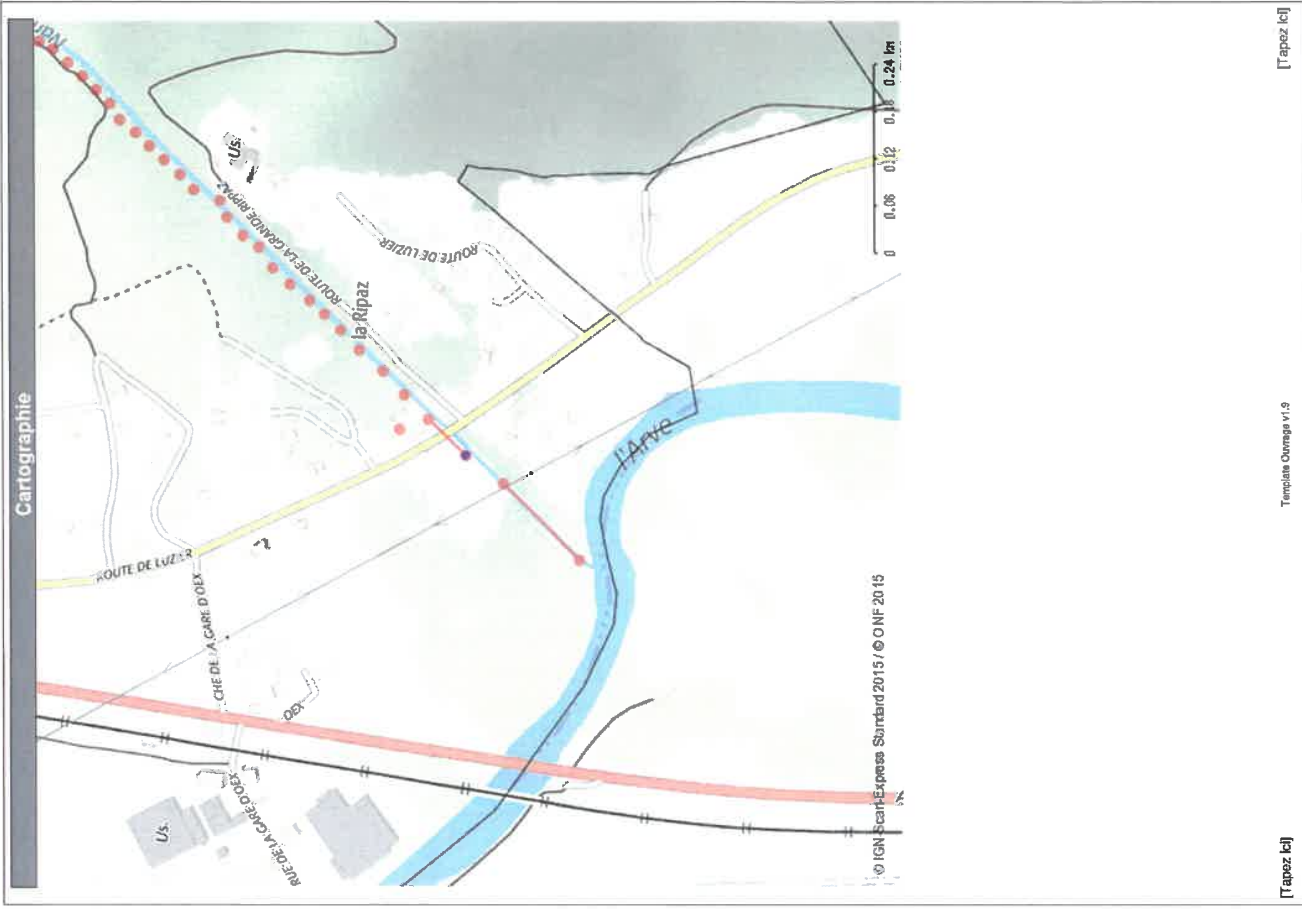 Cartographie
Us.
ROUTE DE LA GRANDE RIPPAZ
ROUTE DE LUZIER
la Ripaz
l'Arve
ROUTE DE LUZIER
CHE DE LA GARE D'OEX
OEX
RUE DE LA GARE D'OEX
Us.
0 0.06 0.12 0.18 0.24 km
© IGN Scan-Express Standard 2015 / © ONF 2015
[Tapez ici]
Template Ouvrage v1.9
[Tapez ici]